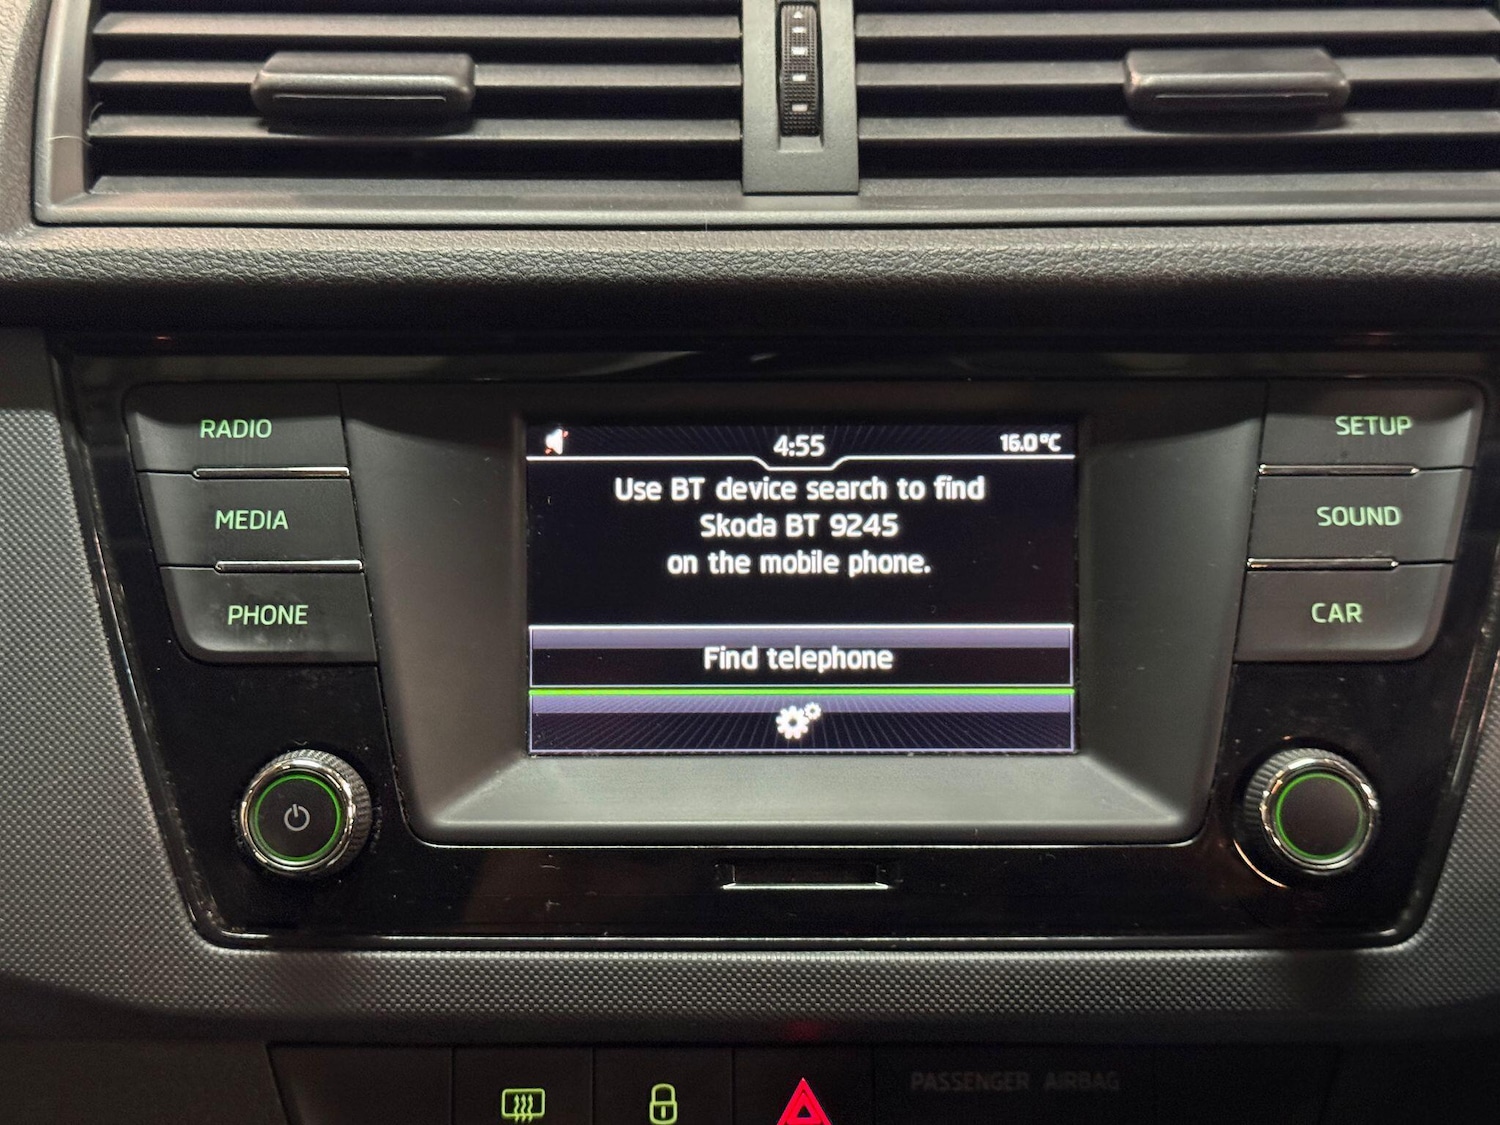 RADIO
MEDIA
PHONE
4:55
16.0°C
Use BT device search to find
Skoda BT 9245
on the mobile phone.
Find telephone
SETUP
SOUND
CAR
PASSENGER AIRBAG